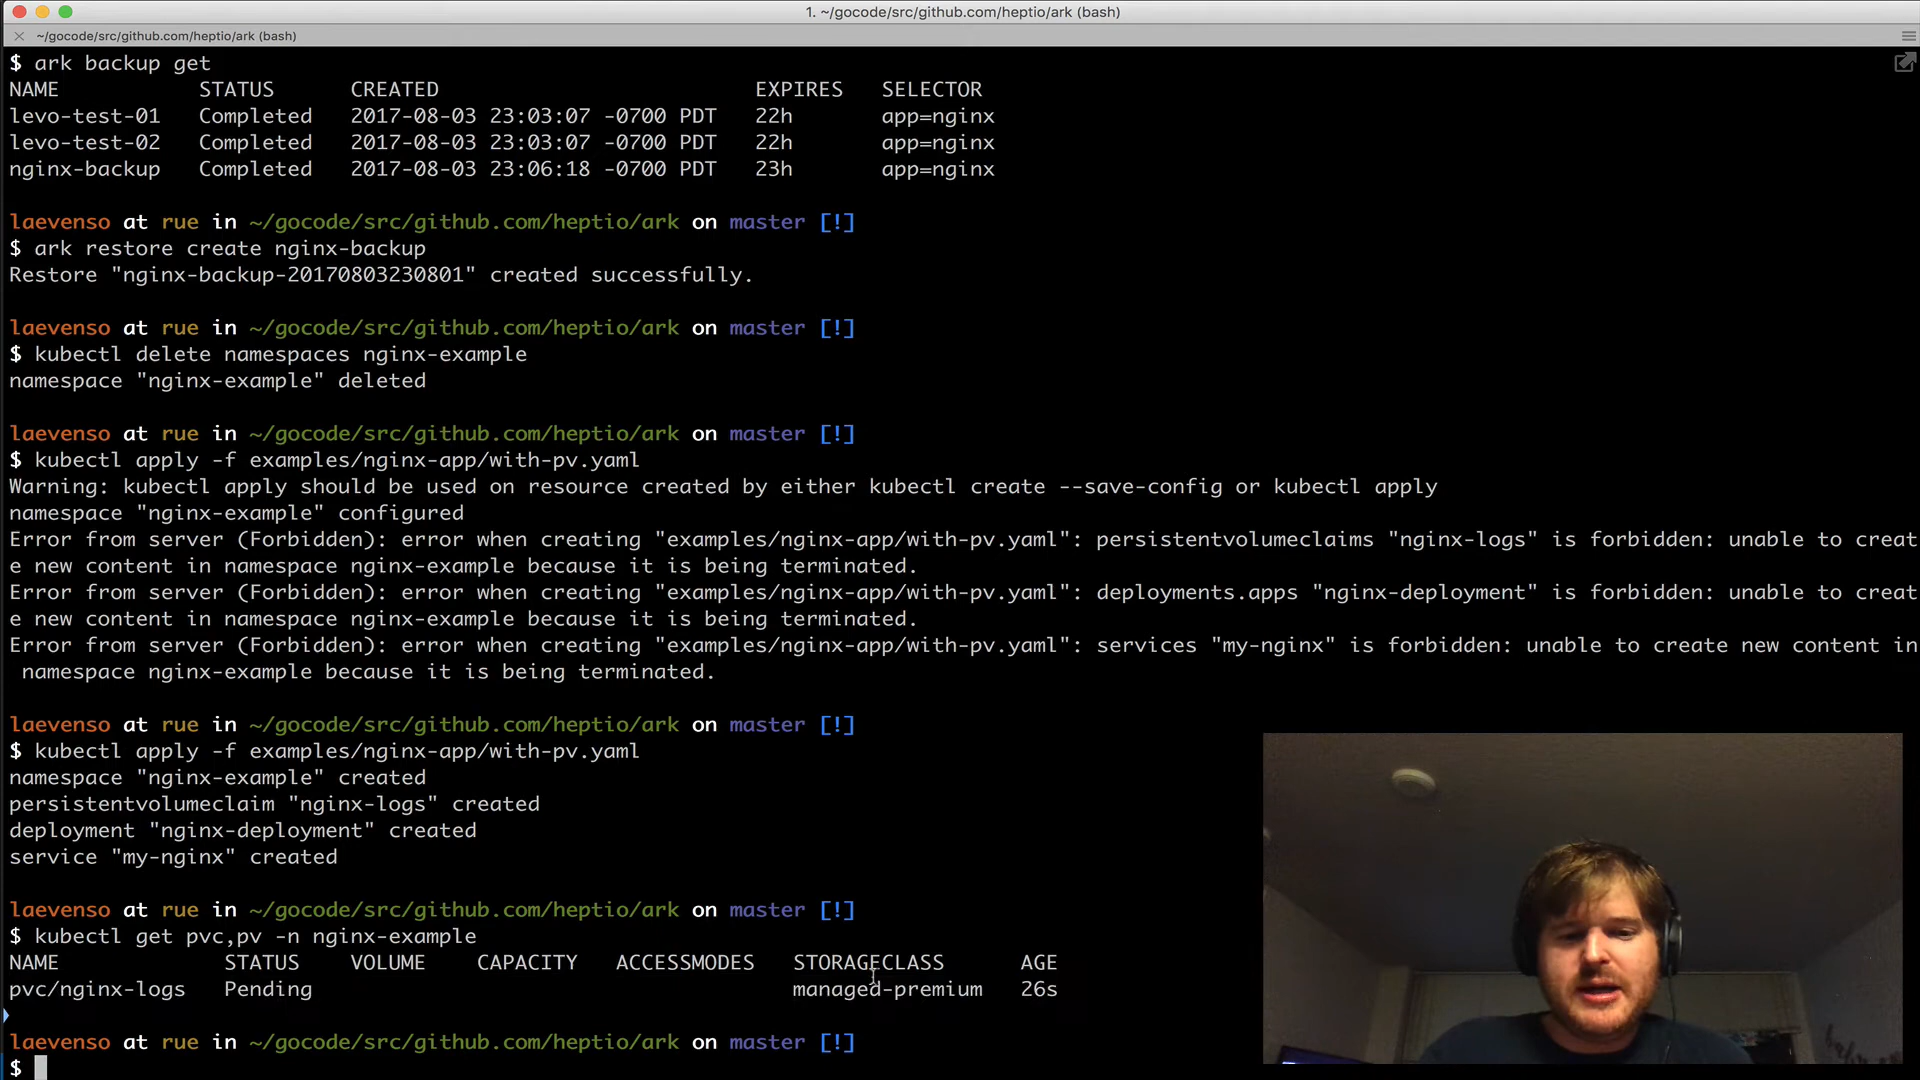 1. ~/gocode/src/github.com/heptio/ark (bash)
~/gocode/src/github.com/heptio/ark (bash)
$ ark backup get
NAME STATUS CREATED EXPIRES SELECTOR
levo-test-01 Completed 2017-08-03 23:03:07 -0700 PDT 22h app=nginx
levo-test-02 Completed 2017-08-03 23:03:07 -0700 PDT 22h app=nginx
nginx-backup Completed 2017-08-03 23:06:18 -0700 PDT 23h app=nginx
laevenso at rue in ~/gocode/src/github.com/heptio/ark on master [!]
$ ark restore create nginx-backup
Restore "nginx-backup-20170803230801" created successfully.
laevenso at rue in ~/gocode/src/github.com/heptio/ark on master [!]
$ kubectl delete namespaces nginx-example
namespace "nginx-example" deleted
laevenso at rue in ~/gocode/src/github.com/heptio/ark on master [!]
$ kubectl apply -f examples/nginx-app/with-pv.yaml
Warning: kubectl apply should be used on resource created by either kubectl create --save-config or kubectl apply
namespace "nginx-example" configured
Error from server (Forbidden): error when creating "examples/nginx-app/with-pv.yaml": persistentvolumeclaims "nginx-logs" is forbidden: unable to creat
e new content in namespace nginx-example because it is being terminated.
Error from server (Forbidden): error when creating "examples/nginx-app/with-pv.yaml": deployments.apps "nginx-deployment" is forbidden: unable to creat
e new content in namespace nginx-example because it is being terminated.
Error from server (Forbidden): error when creating "examples/nginx-app/with-pv.yaml": services "my-nginx" is forbidden: unable to create new content in
namespace nginx-example because it is being terminated.
laevenso at rue in ~/gocode/src/github.com/heptio/ark on master [!]
$ kubectl apply -f examples/nginx-app/with-pv.yaml
namespace "nginx-example" created
persistentvolumeclaim "nginx-logs" created
deployment "nginx-deployment" created
service "my-nginx" created
laevenso at rue in ~/gocode/src/github.com/heptio/ark on master [!]
$ kubectl get pvc,pv -n nginx-example
NAME STATUS VOLUME CAPACITY ACCESSMODES STORAGECLASS AGE
pvc/nginx-logs Pending managed-premium 26s
laevenso at rue in ~/gocode/src/github.com/heptio/ark on master [!]
$